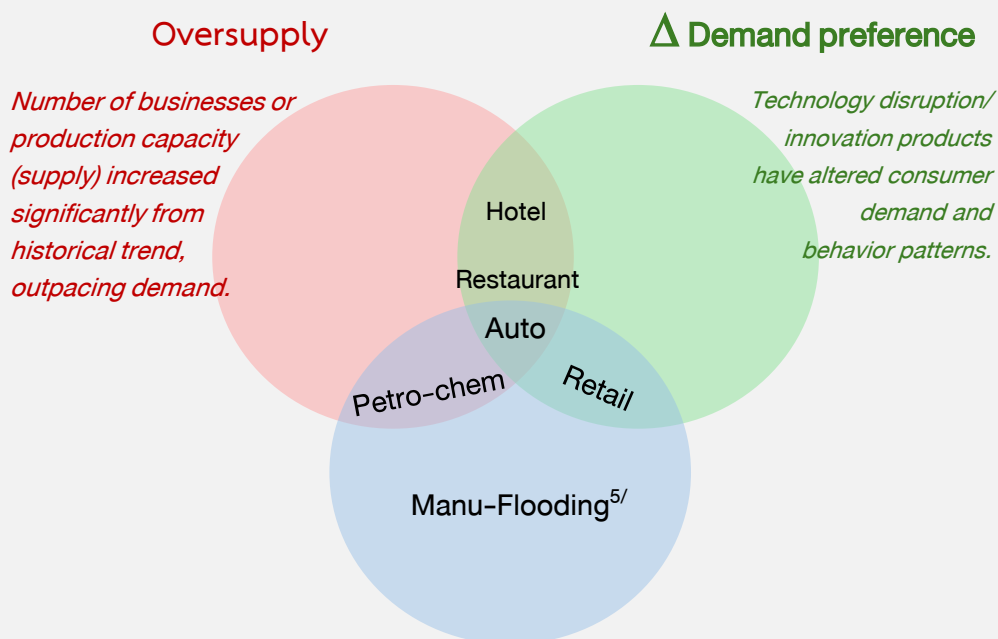 Oversupply
Number of businesses or
production capacity
(supply) increased
significantly from
historical trend,
outpacing demand.
Δ Demand preference
Technology disruption/
innovation products
have altered consumer
demand and
behavior patterns.
Hotel
Restaurant
Auto
Petro-chem
Retail
Manu-Flooding5/